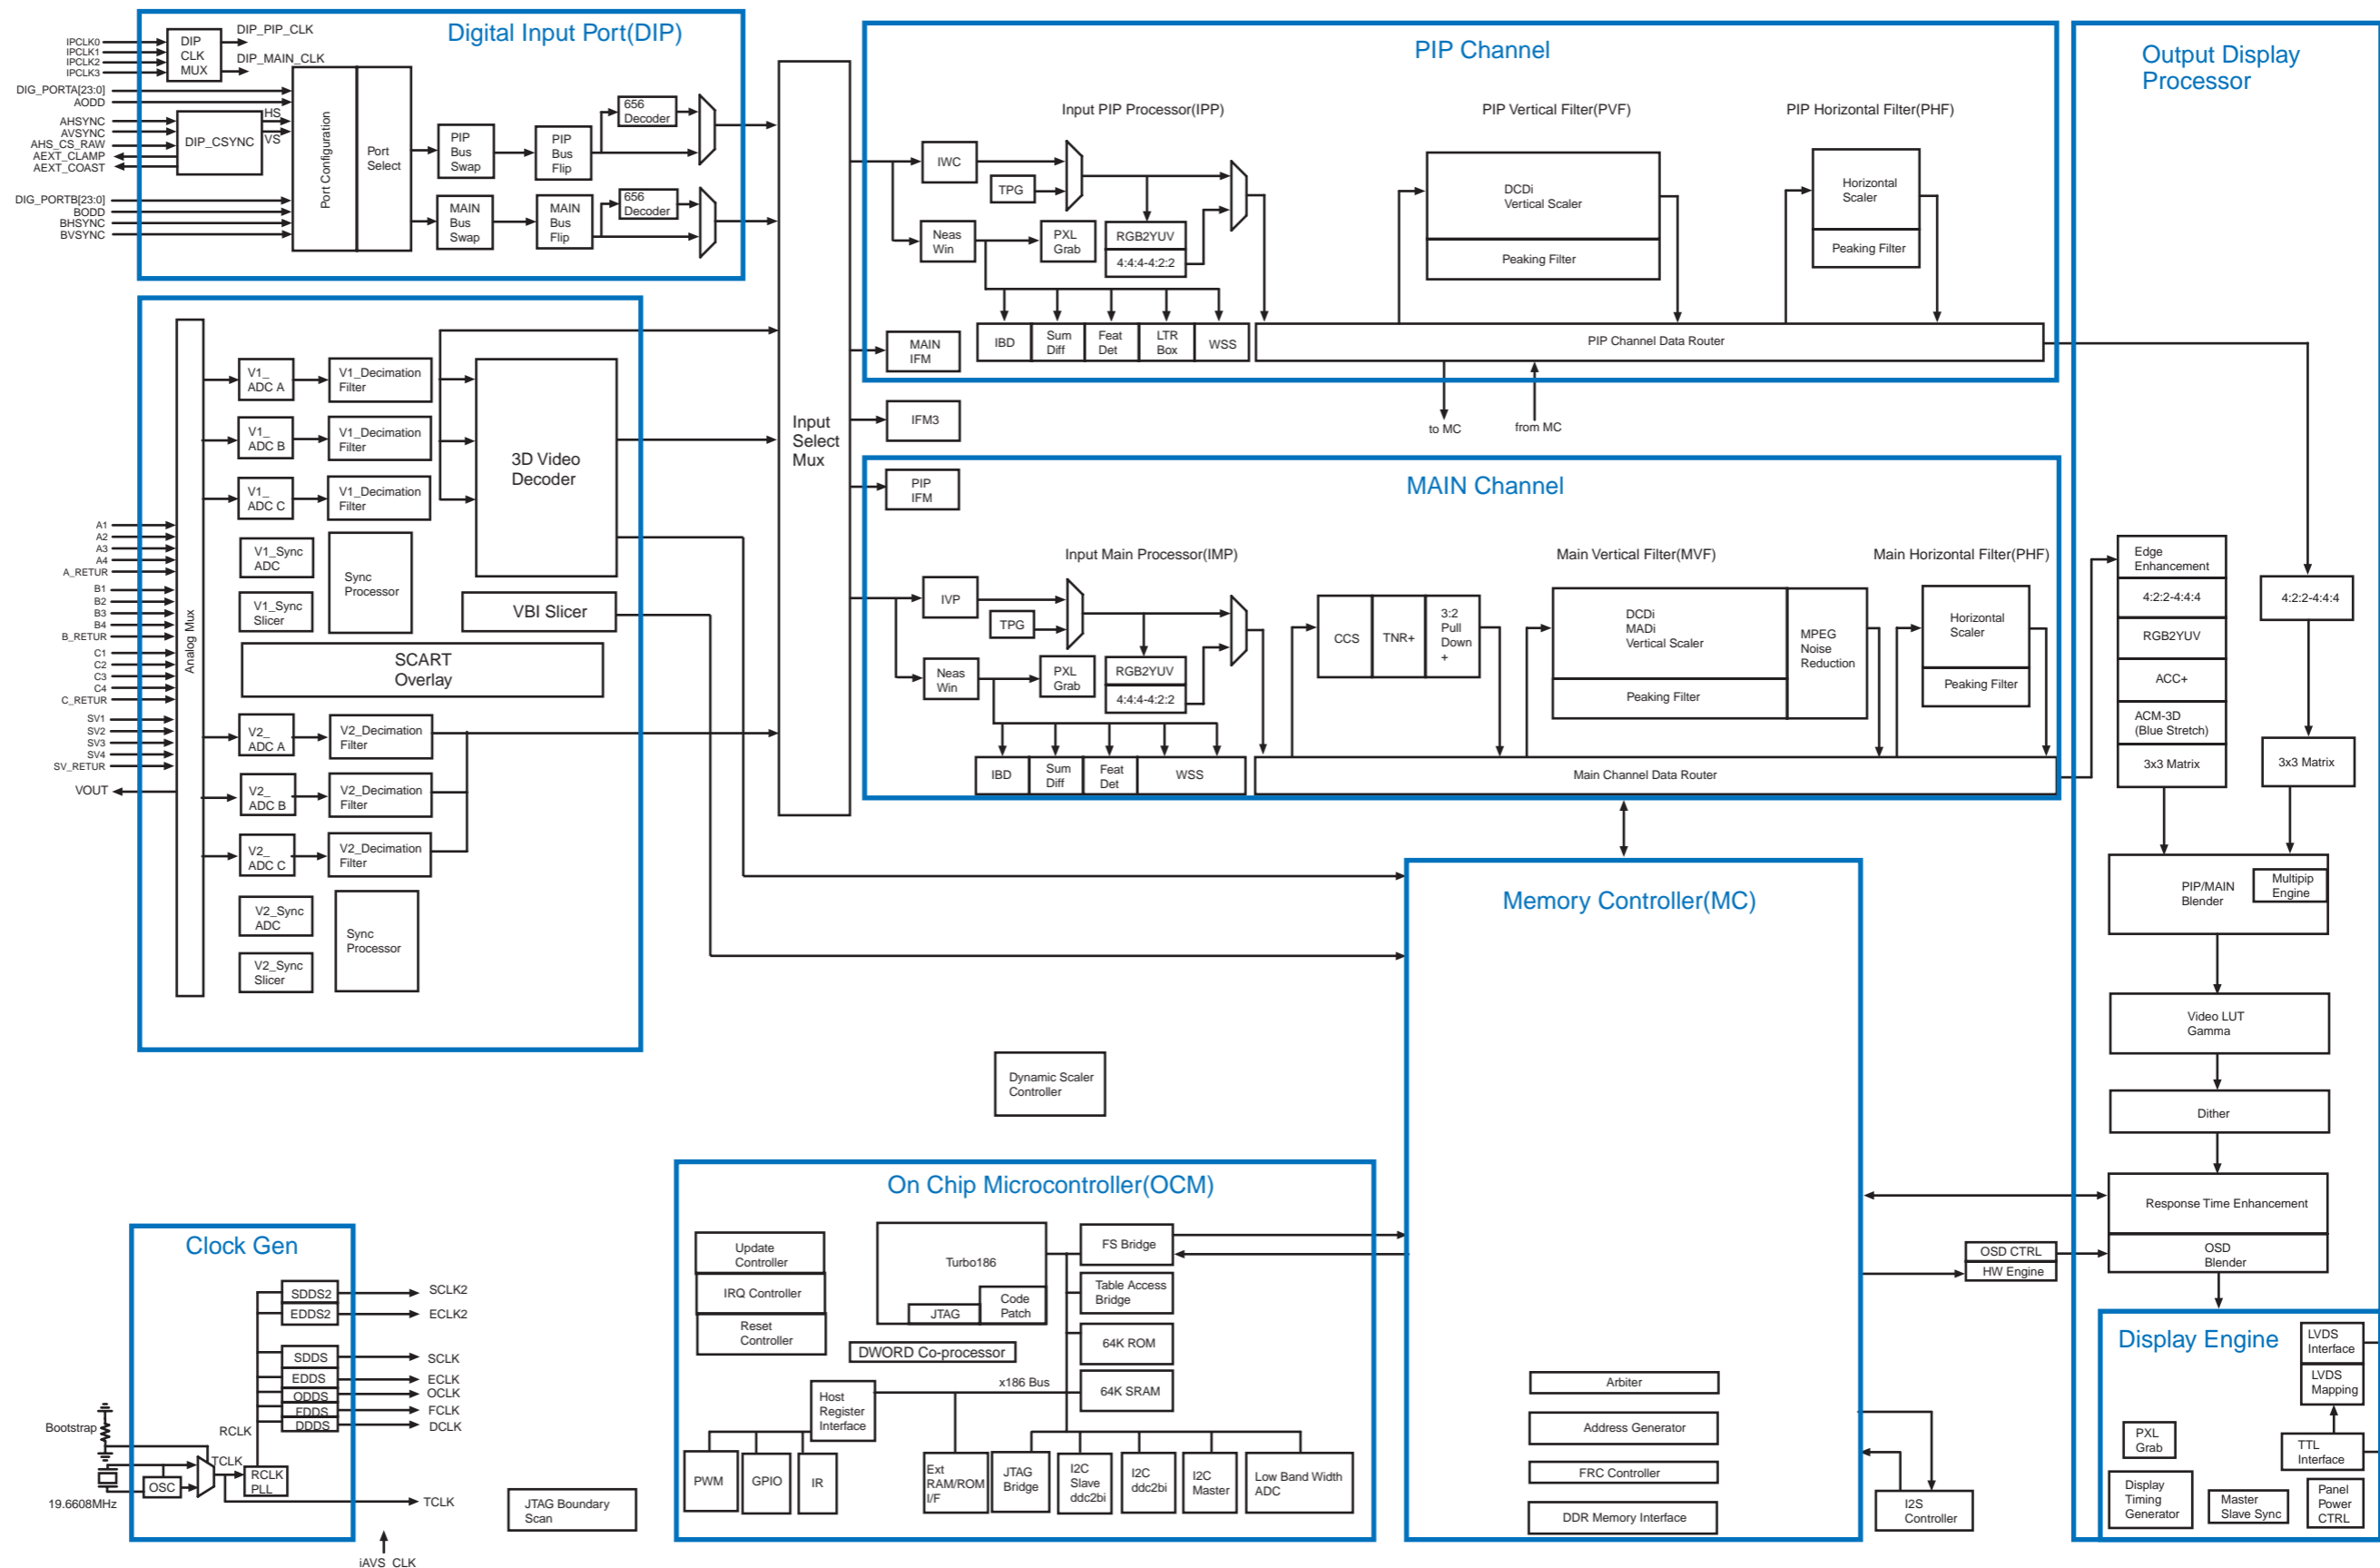 Digital Input Port(DIP)
IPCLK0
IPCLK1
IPCLK2
IPCLK3
DIP
CLK
MUX
DIP_PIP_CLK
DIP_MAIN_CLK
DIG_PORTA[23:0]
AODD
AHSYNC
AVSYNC
AHS_CS_RAW
AEXT_CLAMP
AEXT_COAST
DIP_CSYNC
HS
VS
DIG_PORTB[23:0]
BODD
BHSYNC
BVSYNC
Port Configuration
Port
Select
PIP
Bus
Swap
PIP
Bus
Flip
656
Decoder
MAIN
Bus
Swap
MAIN
Bus
Flip
656
Decoder
Analog Mux
V1_
ADC A
V1_Decimation
Filter
V1_
ADC B
V1_Decimation
Filter
V1_
ADC C
V1_Decimation
Filter
3D Video
Decoder
V1_Sync
ADC
V1_Sync
Slicer
Sync
Processor
VBI Slicer
SCART
Overlay
A1
A2
A3
A4
A_RETUR
B1
B2
B3
B4
B_RETUR
C1
C2
C3
C4
C_RETUR
SV1
SV2
SV3
SV4
SV_RETUR
VOUT
V2_
ADC A
V2_Decimation
Filter
V2_
ADC B
V2_Decimation
Filter
V2_
ADC C
V2_Decimation
Filter
V2_Sync
ADC
V2_Sync
Slicer
Sync
Processor
Input
Select
Mux
MAIN
IFM
IFM3
PIP
IFM
PIP Channel
Input PIP Processor(IPP)
PIP Vertical Filter(PVF)
PIP Horizontal Filter(PHF)
IWC
TPG
Neas
Win
PXL
Grab
RGB2YUV
4:4:4-4:2:2
IBD
Sum
Diff
Feat
Det
LTR
Box
WSS
DCDi
Vertical Scaler
Peaking Filter
Horizontal
Scaler
Peaking Filter
PIP Channel Data Router
to MC
from MC
MAIN Channel
Input Main Processor(IMP)
Main Vertical Filter(MVF)
Main Horizontal Filter(PHF)
IVP
TPG
Neas
Win
PXL
Grab
RGB2YUV
4:4:4-4:2:2
IBD
Sum
Diff
Feat
Det
WSS
CCS
TNR+
3:2
Pull
Down
+
DCDi
MADi
Vertical Scaler
Peaking Filter
MPEG
Noise
Reduction
Horizontal
Scaler
Peaking Filter
Main Channel Data Router
Output Display
Processor
Edge
Enhancement
4:2:2-4:4:4
RGB2YUV
ACC+
ACM-3D
(Blue Stretch)
3x3 Matrix
4:2:2-4:4:4
3x3 Matrix
PIP/MAIN
Blender
Multipip
Engine
Video LUT
Gamma
Dither
Response Time Enhancement
OSD
Blender
OSD CTRL
HW Engine
Display Engine
LVDS
Interface
LVDS
Mapping
PXL
Grab
TTL
Interface
Display
Timing
Generator
Master
Slave Sync
Panel
Power
CTRL
Memory Controller(MC)
Arbiter
Address Generator
FRC Controller
DDR Memory Interface
I2S
Controller
Dynamic Scaler
Controller
On Chip Microcontroller(OCM)
Update
Controller
IRQ Controller
Reset
Controller
Turbo186
JTAG
Code
Patch
DWORD Co-processor
FS Bridge
Table Access
Bridge
64K ROM
64K SRAM
x186 Bus
Host
Register
Interface
PWM
GPIO
IR
Ext
RAM/ROM
I/F
JTAG
Bridge
I2C
Slave
ddc2bi
I2C
ddc2bi
I2C
Master
Low Band Width
ADC
Clock Gen
SDDS2
EDDS2
SDDS
EDDS
ODDS
FDDS
DDDS
SCLK2
ECLK2
SCLK
ECLK
OCLK
FCLK
DCLK
Bootstrap
RCLK
TCLK
OSC
RCLK
PLL
19.6608MHz
TCLK
iAVS_CLK
JTAG Boundary
Scan